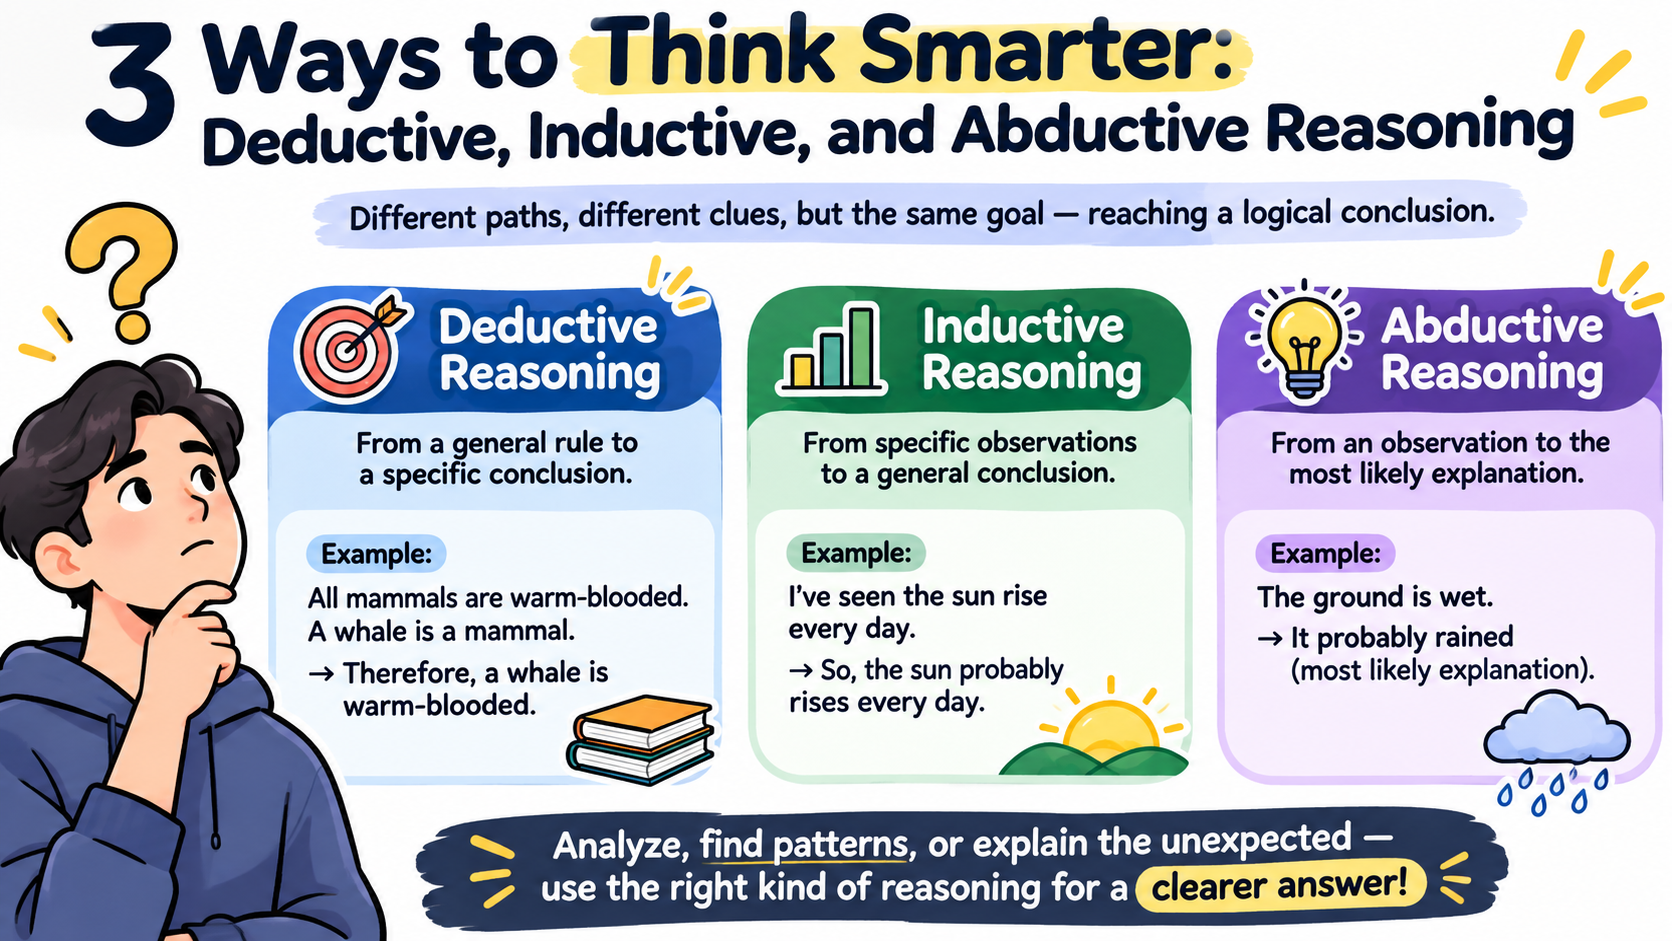 3 Ways to Think Smarter:
Deductive, Inductive, and Abductive Reasoning
Different paths, different clues, but the same goal — reaching a logical conclusion.
?
Deductive
Reasoning
From a general rule to
a specific conclusion.
Example:
All mammals are warm-blooded.
A whale is a mammal.
→ Therefore, a whale is
warm-blooded.
Inductive
Reasoning
From specific observations
to a general conclusion.
Example:
I've seen the sun rise
every day.
→ So, the sun probably
rises every day.
Abductive
Reasoning
From an observation to the
most likely explanation.
Example:
The ground is wet.
→ It probably rained
(most likely explanation).
Analyze, find patterns, or explain the unexpected —
use the right kind of reasoning for a clearer answer!